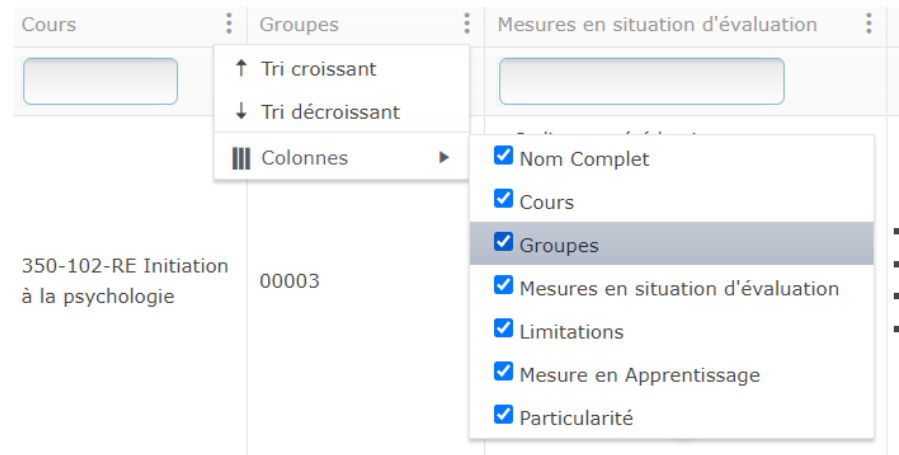 Cours
Groupes
Mesures en situation d'évaluation
Tri croissant
Tri décroissant
Colonnes
Nom Complet
Cours
Groupes
Mesures en situation d'évaluation
Limitations
Mesure en Apprentissage
Particularité
350-102-RE Initiation
à la psychologie
00003